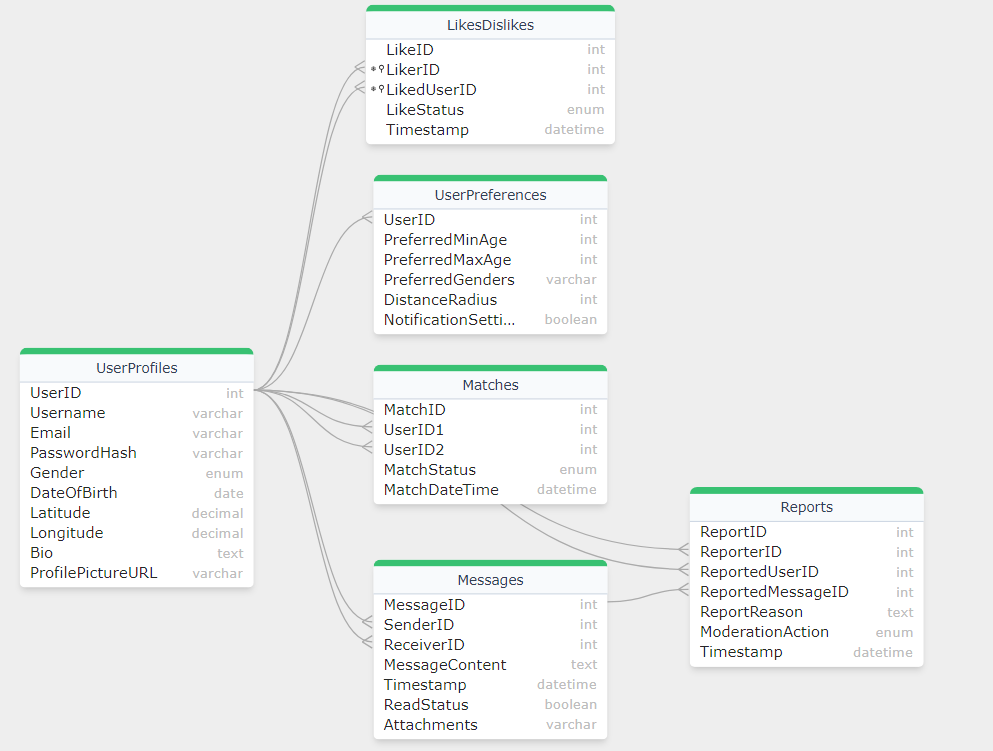 LikesDislikes
LikeID int
LikerID int
LikedUserID int
LikeStatus enum
Timestamp datetime
UserPreferences
UserID int
PreferredMinAge int
PreferredMaxAge int
PreferredGenders varchar
DistanceRadius int
NotificationSetti... boolean
UserProfiles
UserID int
Username varchar
Email varchar
PasswordHash varchar
Gender enum
DateOfBirth date
Latitude decimal
Longitude decimal
Bio text
ProfilePictureURL varchar
Matches
MatchID int
UserID1 int
UserID2 int
MatchStatus enum
MatchDateTime datetime
Messages
MessageID int
SenderID int
ReceiverID int
MessageContent text
Timestamp datetime
ReadStatus boolean
Attachments varchar
Reports
ReportID int
ReporterID int
ReportedUserID int
ReportedMessageID int
ReportReason text
ModerationAction enum
Timestamp datetime